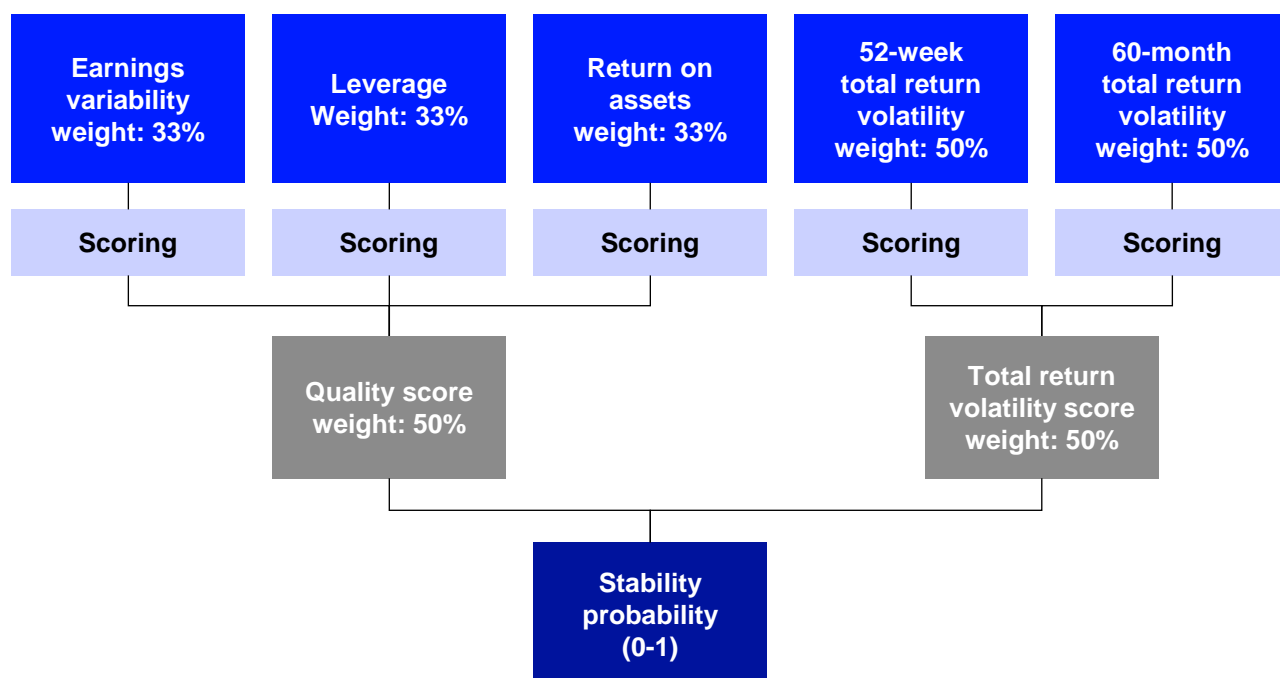 Earnings
variability
weight: 33%
Leverage
Weight: 33%
Return on
assets
weight: 33%
52-week
total return
volatility
weight: 50%
60-month
total return
volatility
weight: 50%
Scoring
Scoring
Scoring
Scoring
Scoring
Quality score
weight: 50%
Total return
volatility score
weight: 50%
Stability
probability
(0-1)